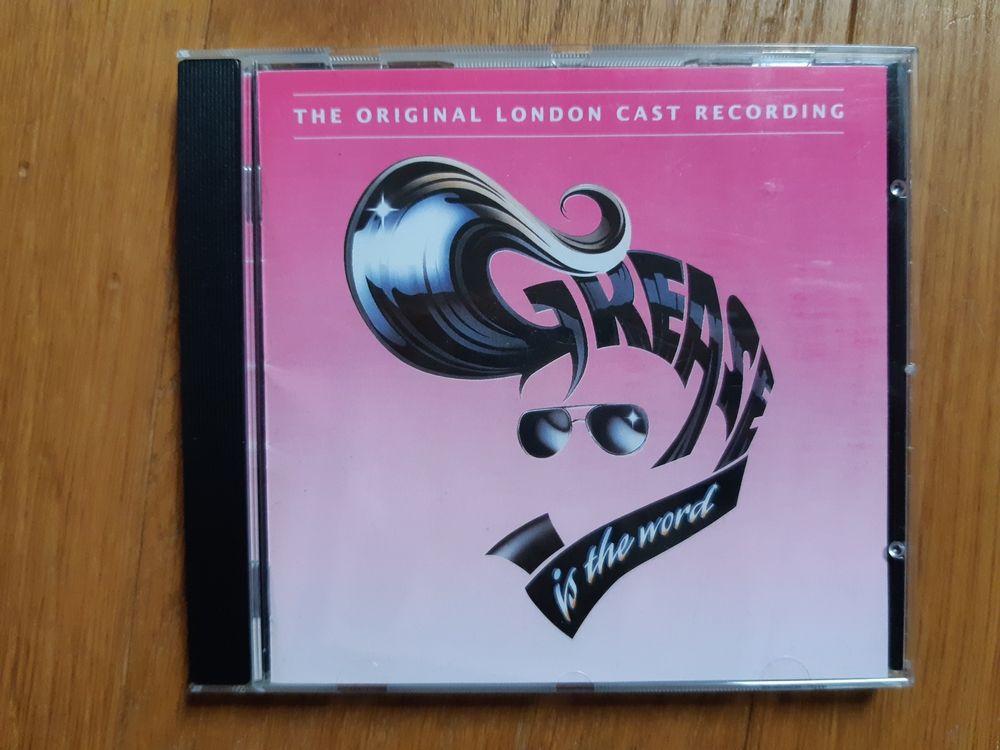 THE ORIGINAL LONDON CAST RECORDING
GREASE
is the word